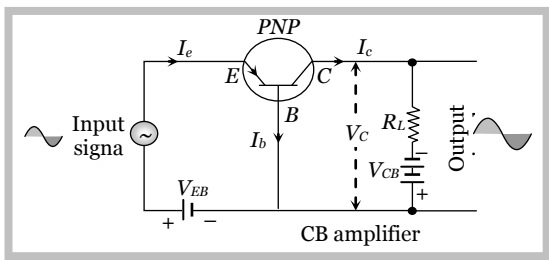 PNP
Ie
Ic
E
C
B
Input
signa
~
Ib
VC
RL
VCB
–
+
Output
VEB
+
–
CB amplifier